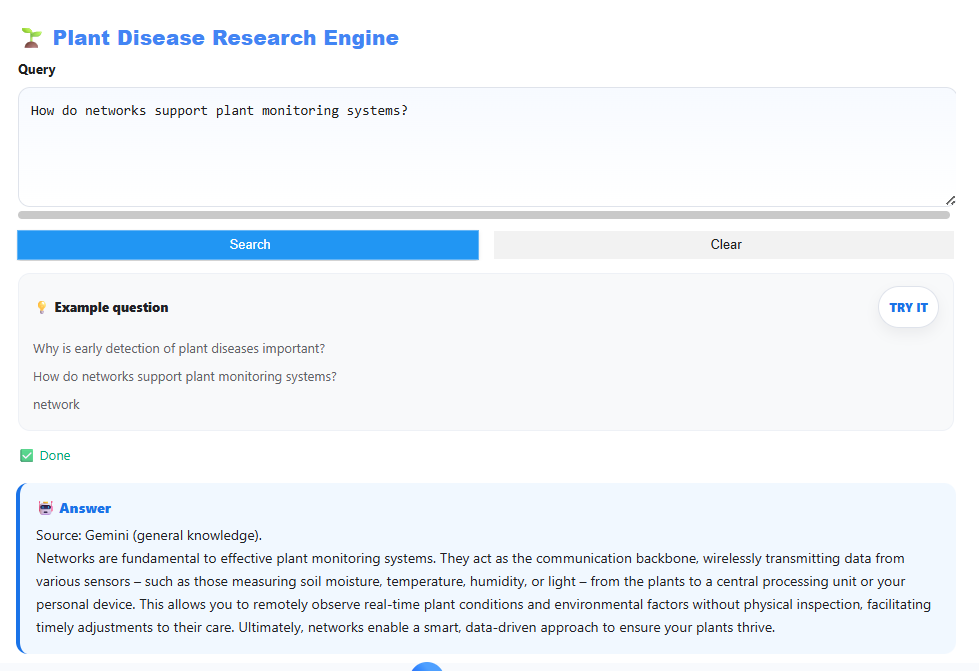 Plant Disease Research Engine
Query
How do networks support plant monitoring systems?
Search
Clear
Example question
TRY IT
Why is early detection of plant diseases important?
How do networks support plant monitoring systems?
network
Done
Answer
Source: Gemini (general knowledge).
Networks are fundamental to effective plant monitoring systems. They act as the communication backbone, wirelessly transmitting data from
various sensors – such as those measuring soil moisture, temperature, humidity, or light – from the plants to a central processing unit or your
personal device. This allows you to remotely observe real-time plant conditions and environmental factors without physical inspection, facilitating
timely adjustments to their care. Ultimately, networks enable a smart, data-driven approach to ensure your plants thrive.